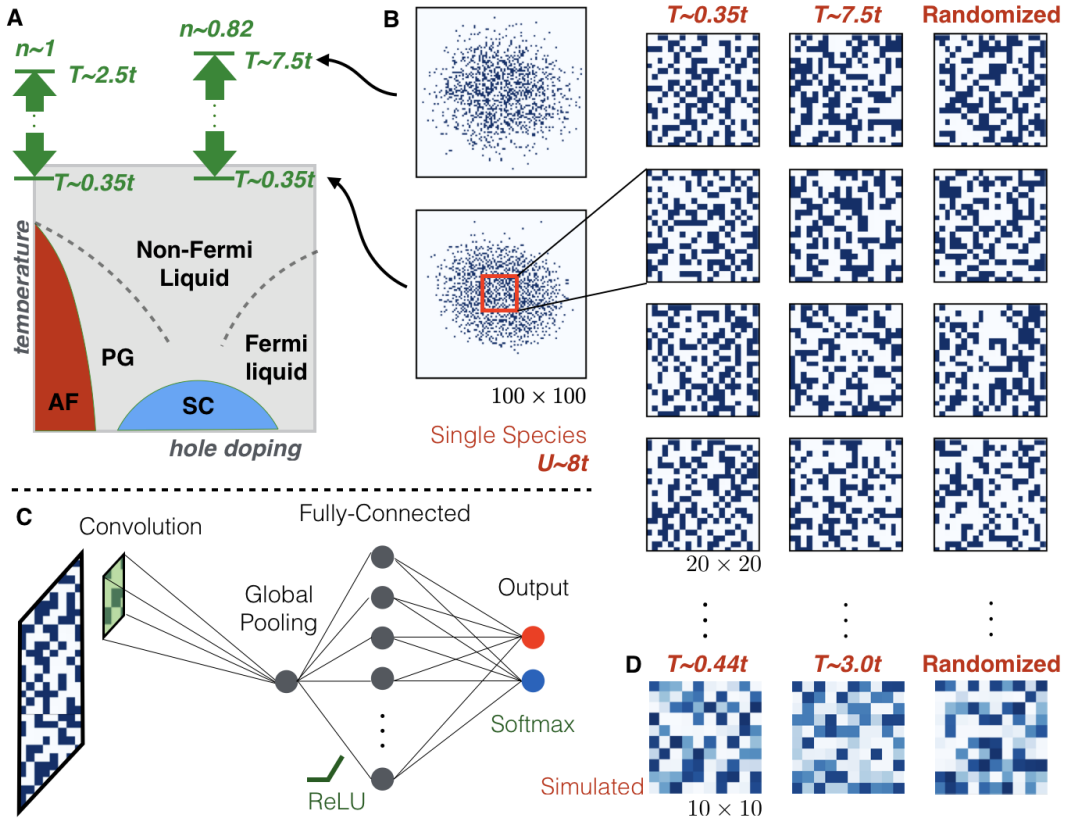 A
n~1
T~2.5t
n~0.82
T~7.5t
T~0.35t
T~0.35t
temperature
Non-Fermi
Liquid
PG
Fermi
liquid
AF
SC
hole doping
B
100 × 100
Single Species
U~8t
T~0.35t
T~7.5t
Randomized
20 × 20
C
Convolution
Fully-Connected
Global
Pooling
Output
Softmax
ReLU
D
T~0.44t
T~3.0t
Randomized
Simulated
10 × 10